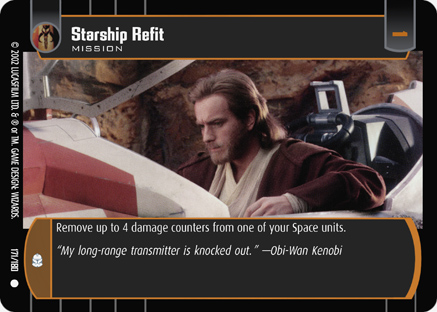 Starship Refit
MISSION
© 2002 LUCASFILM LTD. & ® or TM. GAME DESIGN: WIZARDS
Remove up to 4 damage counters from one of your Space units.
"My long-range transmitter is knocked out." —Obi-Wan Kenobi
171/180